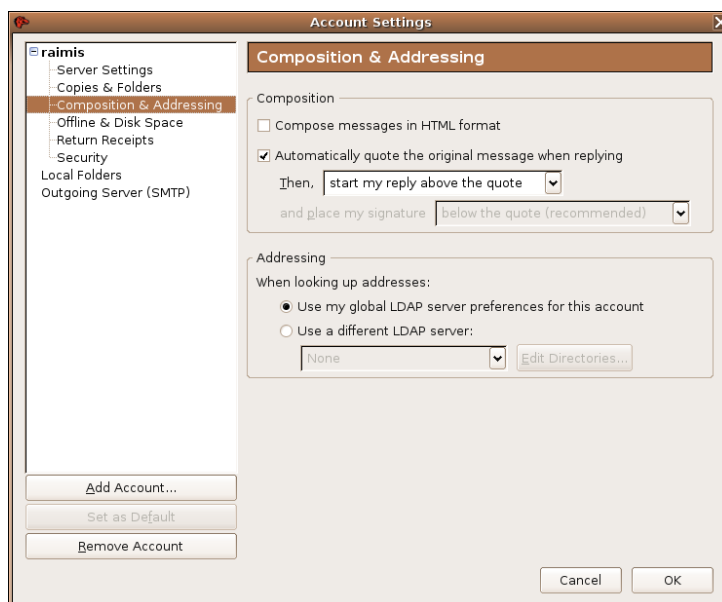 Account Settings
raimis
Server Settings
Copies & Folders
Composition & Addressing
Offline & Disk Space
Return Receipts
Security
Local Folders
Outgoing Server (SMTP)
Add Account...
Set as Default
Remove Account
Composition & Addressing
Composition
Compose messages in HTML format
Automatically quote the original message when replying
Then, start my reply above the quote
and place my signature below the quote (recommended)
Addressing
When looking up addresses:
Use my global LDAP server preferences for this account
Use a different LDAP server:
None Edit Directories...
Cancel OK